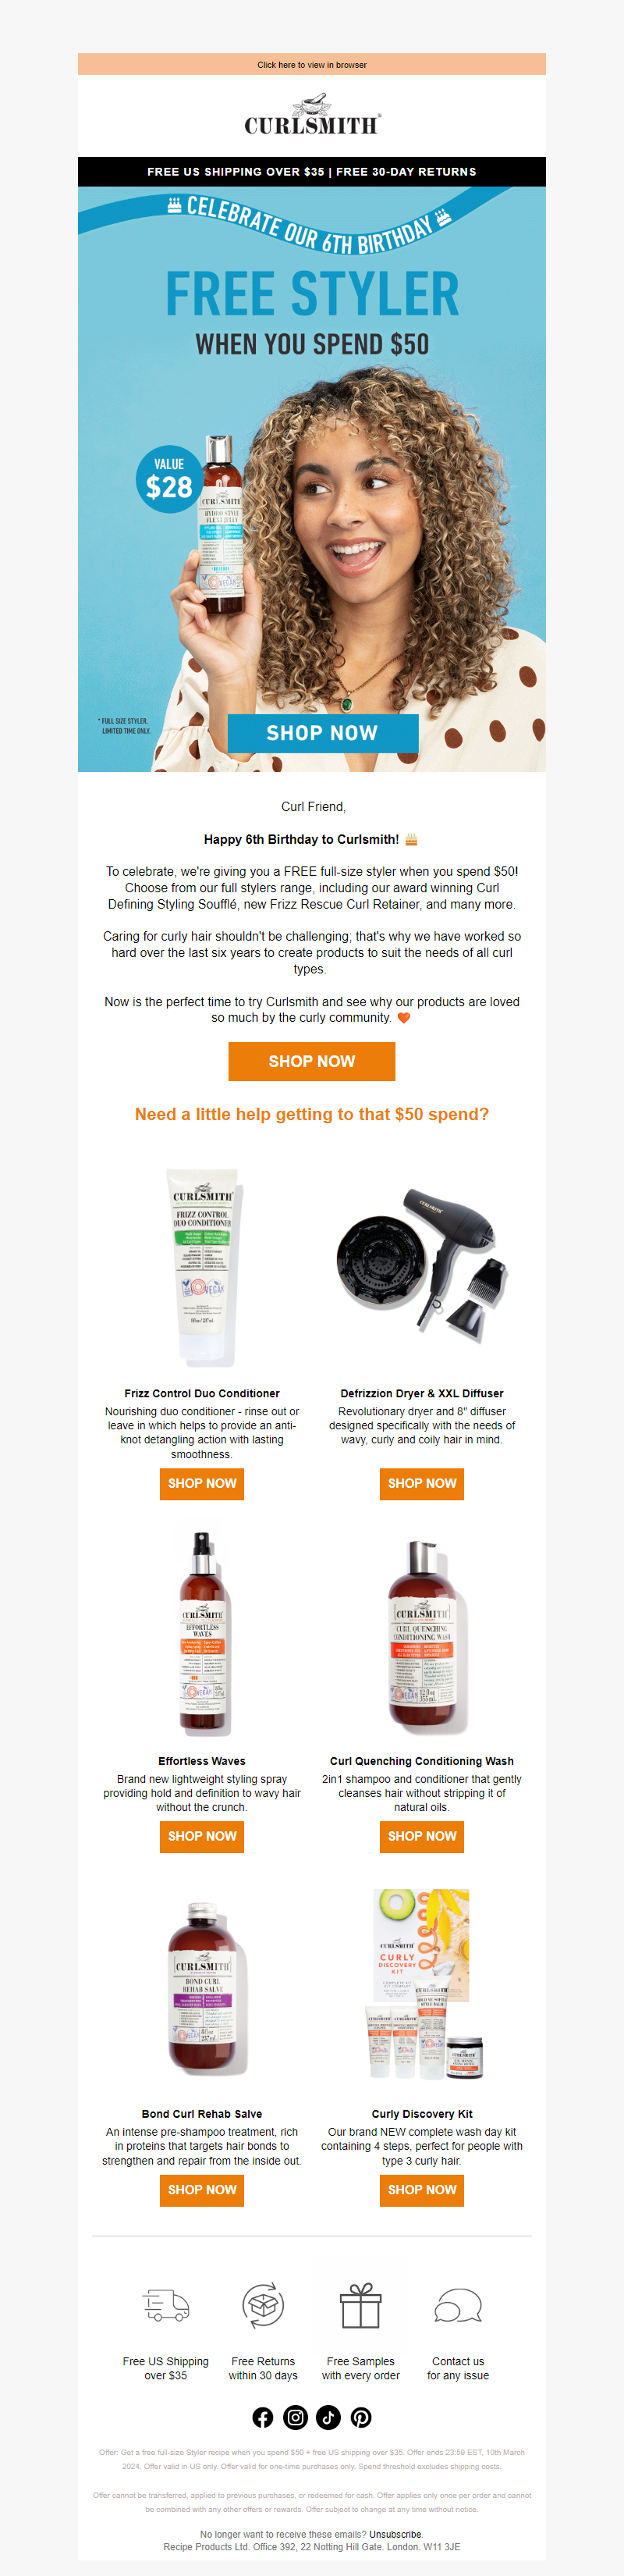 Click here to view in browser
CURLSMITH®
FREE US SHIPPING OVER $35 | FREE 30-DAY RETURNS
CELEBRATE OUR 6TH BIRTHDAY
FREE STYLER
WHEN YOU SPEND $50
VALUE
$28
CURLSMITH
HYDRO STYLE
FLEXI JELLY
VEGAN
* FULL SIZE STYLER.
LIMITED TIME ONLY.
SHOP NOW
Curl Friend,
Happy 6th Birthday to Curlsmith! 🎂
To celebrate, we're giving you a FREE full-size styler when you spend $50!
Choose from our full stylers range, including our award winning Curl
Defining Styling Soufflé, new Frizz Rescue Curl Retainer, and many more.
Caring for curly hair shouldn't be challenging; that's why we have worked so
hard over the last six years to create products to suit the needs of all curl
types.
Now is the perfect time to try Curlsmith and see why our products are loved
so much by the curly community. 🧡
SHOP NOW
Need a little help getting to that $50 spend?
CURLSMITH
FRIZZ CONTROL
DUO CONDITIONER
VEGAN
Frizz Control Duo Conditioner
Nourishing duo conditioner - rinse out or
leave in which helps to provide an anti-
knot detangling action with lasting
smoothness.
SHOP NOW
CURLSMITH
Defrizzion Dryer & XXL Diffuser
Revolutionary dryer and 8" diffuser
designed specifically with the needs of
wavy, curly and coily hair in mind.
SHOP NOW
CURLSMITH
EFFORTLESS
WAVES
VEGAN
Effortless Waves
Brand new lightweight styling spray
providing hold and definition to wavy hair
without the crunch.
SHOP NOW
CURLSMITH
CURL QUENCHING
CONDITIONING WASH
VEGAN
Curl Quenching Conditioning Wash
2in1 shampoo and conditioner that gently
cleanses hair without stripping it of
natural oils.
SHOP NOW
CURLSMITH
BOND CURL
REHAB SALVE
Bond Curl Rehab Salve
An intense pre-shampoo treatment, rich
in proteins that targets hair bonds to
strengthen and repair from the inside out.
SHOP NOW
CURLSMITH
CURLY
DISCOVERY
KIT
Curly Discovery Kit
Our brand NEW complete wash day kit
containing 4 steps, perfect for people with
type 3 curly hair.
SHOP NOW
Free US Shipping
over $35
Free Returns
within 30 days
Free Samples
with every order
Contact us
for any issue
Offer: Get a free full-size Styler recipe when you spend $50 + free US shipping over $35. Offer ends 23:59 EST, 10th March
2024. Offer valid in US only. Offer valid for one-time purchases only. Spend threshold excludes shipping costs.
Offer cannot be transferred, applied to previous purchases, or redeemed for cash. Offer applies only once per order and cannot
be combined with any other offers or rewards. Offer subject to change at any time without notice.
No longer want to receive these emails? Unsubscribe.
Recipe Products Ltd. Office 392, 22 Notting Hill Gate. London. W11 3JE